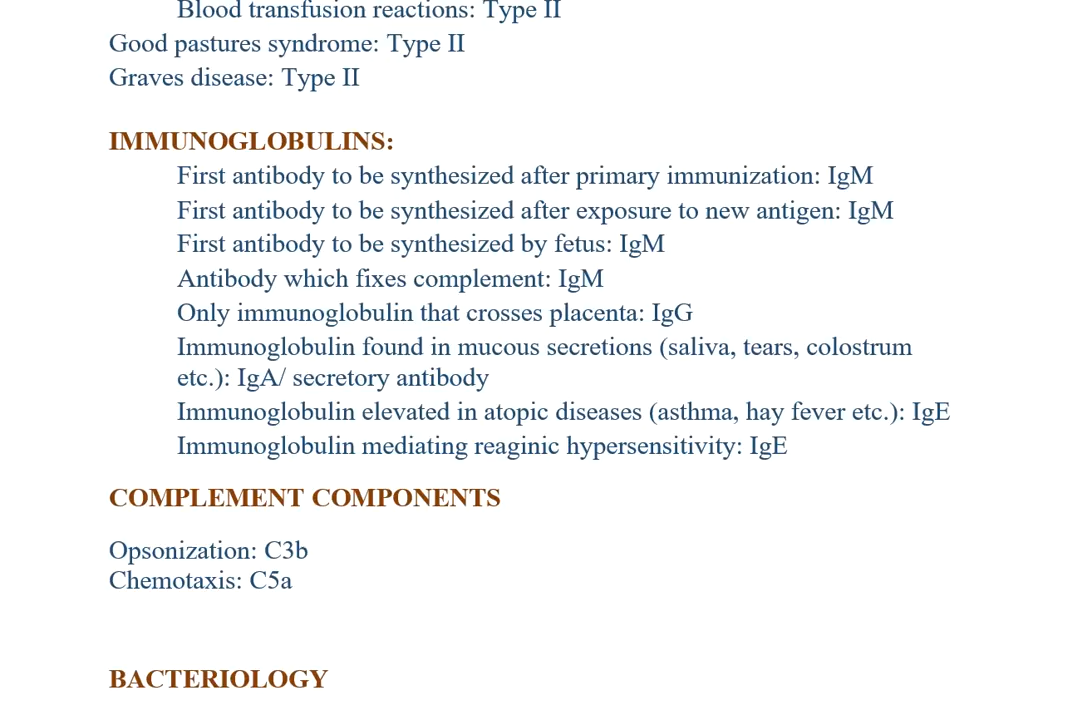 Blood transfusion reactions: Type II
Good pastures syndrome: Type II
Graves disease: Type II
IMMUNOGLOBULINS:
First antibody to be synthesized after primary immunization: IgM
First antibody to be synthesized after exposure to new antigen: IgM
First antibody to be synthesized by fetus: IgM
Antibody which fixes complement: IgM
Only immunoglobulin that crosses placenta: IgG
Immunoglobulin found in mucous secretions (saliva, tears, colostrum
etc.): IgA/ secretory antibody
Immunoglobulin elevated in atopic diseases (asthma, hay fever etc.): IgE
Immunoglobulin mediating reaginic hypersensitivity: IgE
COMPLEMENT COMPONENTS
Opsonization: C3b
Chemotaxis: C5a
BACTERIOLOGY